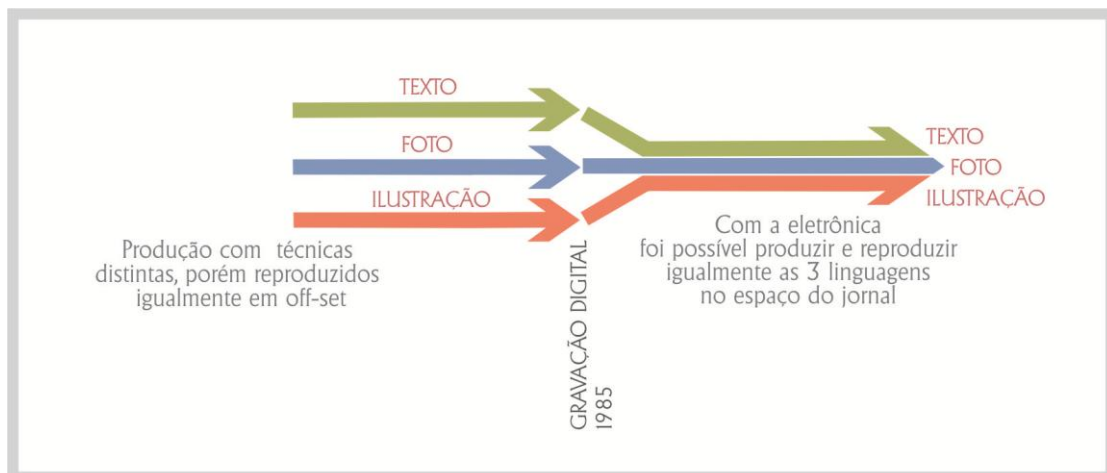 TEXTO
FOTO
ILUSTRAÇÃO
Produção com técnicas
distintas, porém reproduzidos
igualmente em off-set
GRAVAÇÃO DIGITAL
1985
TEXTO
FOTO
ILUSTRAÇÃO
Com a eletrônica
foi possível produzir e reproduzir
igualmente as 3 linguagens
no espaço do jornal